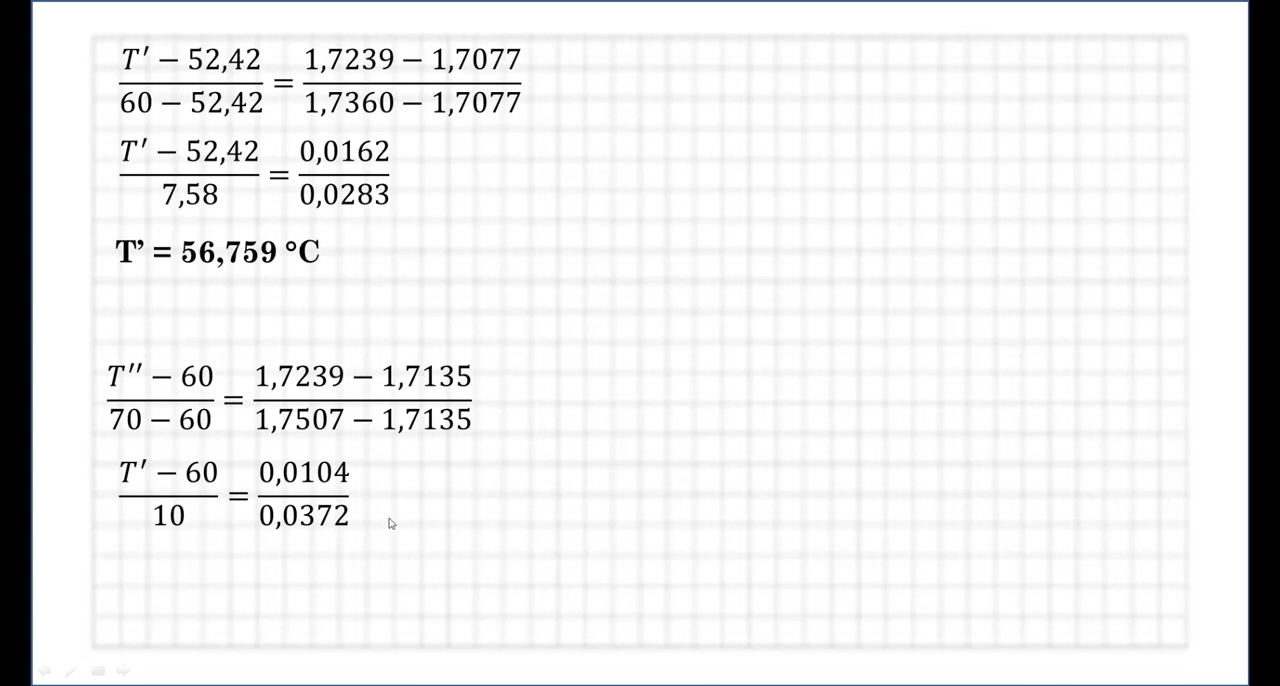 T′ − 52,42 / 60 − 52,42 = 1,7239 − 1,7077 / 1,7360 − 1,7077
T′ − 52,42 / 7,58 = 0,0162 / 0,0283
T’ = 56,759 °C
T′′ − 60 / 70 − 60 = 1,7239 − 1,7135 / 1,7507 − 1,7135
T′ − 60 / 10 = 0,0104 / 0,0372